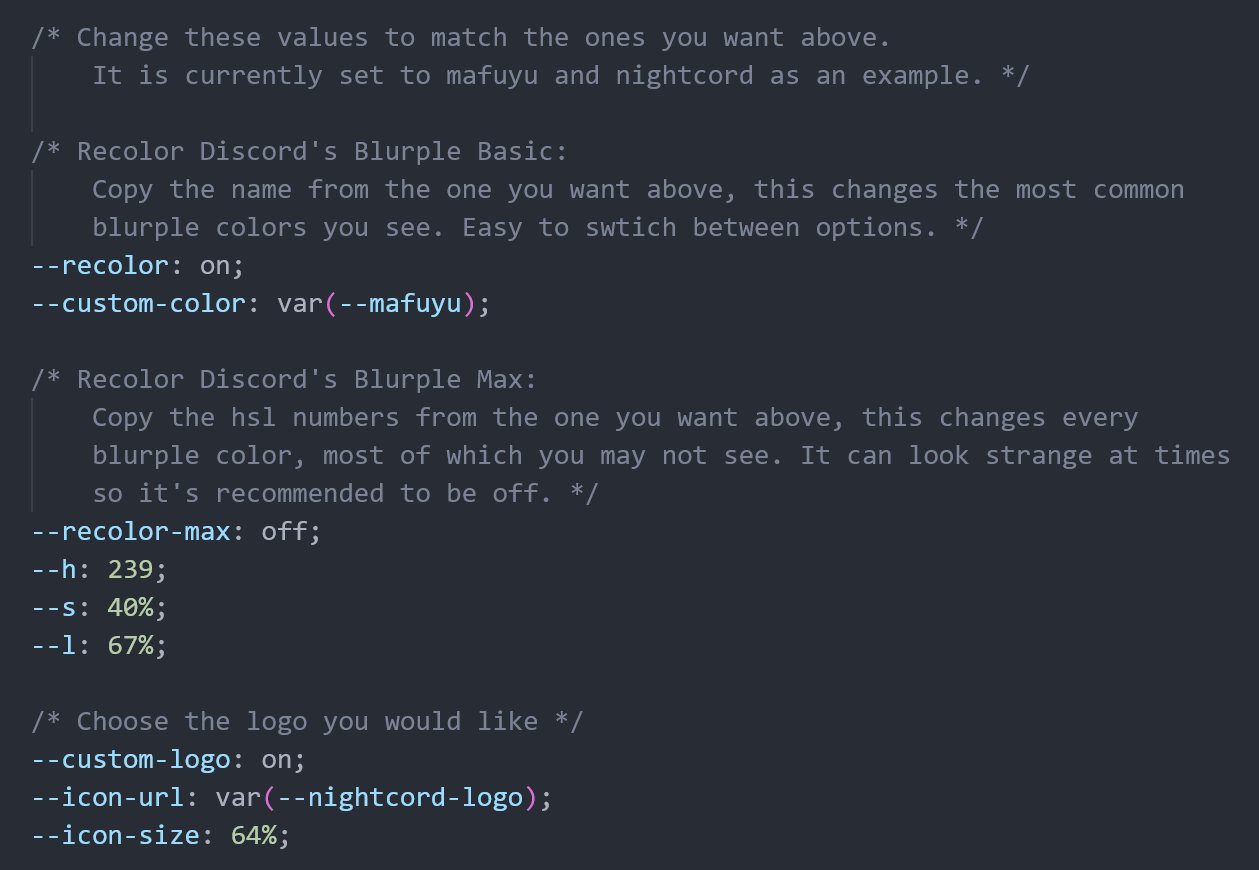 /* Change these values to match the ones you want above.
It is currently set to mafuyu and nightcord as an example. */
/* Recolor Discord's Blurple Basic:
Copy the name from the one you want above, this changes the most common
blurple colors you see. Easy to swtich between options. */
--recolor: on;
--custom-color: var(--mafuyu);
/* Recolor Discord's Blurple Max:
Copy the hsl numbers from the one you want above, this changes every
blurple color, most of which you may not see. It can look strange at times
so it's recommended to be off. */
--recolor-max: off;
--h: 239;
--s: 40%;
--l: 67%;
/* Choose the logo you would like */
--custom-logo: on;
--icon-url: var(--nightcord-logo);
--icon-size: 64%;